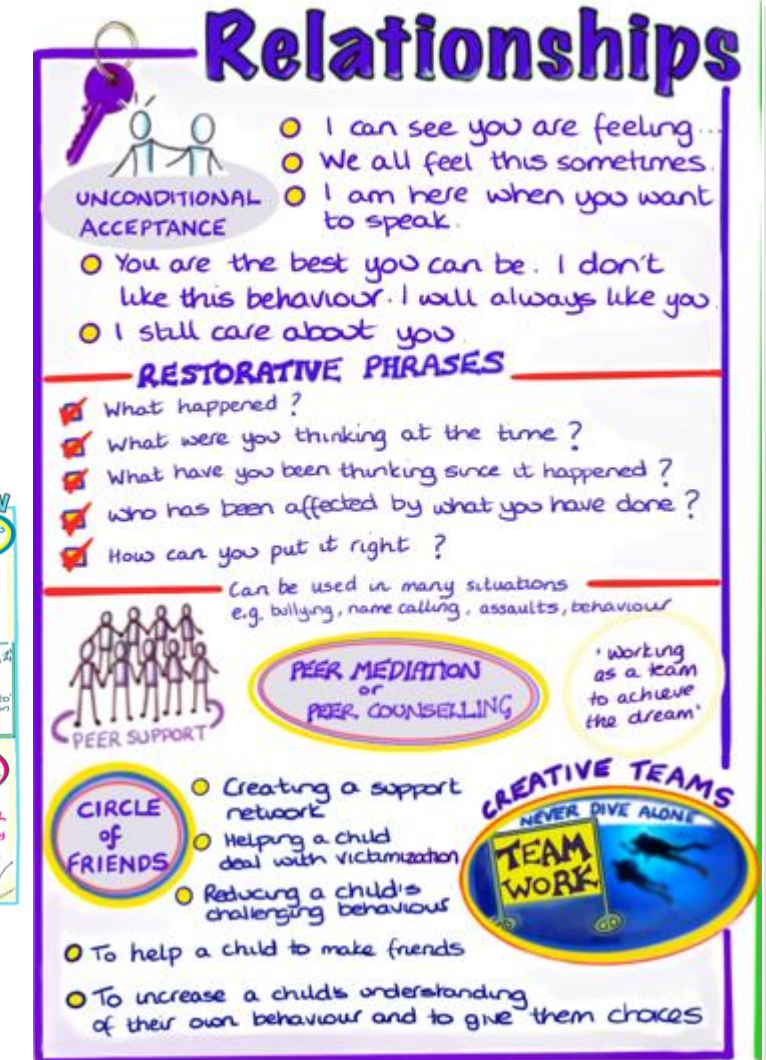 Relationships
I can see you are feeling...
We all feel this sometimes.
I am here when you want
to speak.
UNCONDITIONAL
ACCEPTANCE
You are the best you can be. I don't
like this behaviour. I will always like you.
I still care about you
RESTORATIVE PHRASES
What happened?
What were you thinking at the time?
What have you been thinking since it happened?
who has been affected by what you have done?
How can you put it right?
Can be used in many situations
e.g. bullying, name calling, assaults, behaviour
PEER SUPPORT
PEER MEDIATION
or
PEER COUNSELLING
'Working
as a team
to achieve
the dream'
CIRCLE
of
FRIENDS
Creating a support
network
Helping a child
deal with victimization
Reducing a child's
challenging behaviour
CREATIVE TEAMS
NEVER DIVE ALONE
TEAM
WORK
To help a child to make friends
To increase a child's understanding
of their own behaviour and to give them choices